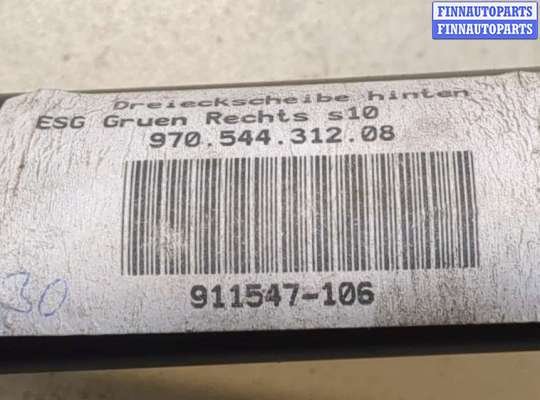 FINNAUTOPARTS
FINNAUTOPARTS
Dreieckscheibe hinten
ESG Gruen Rechts s10
970.544.312.08
911547-106
30